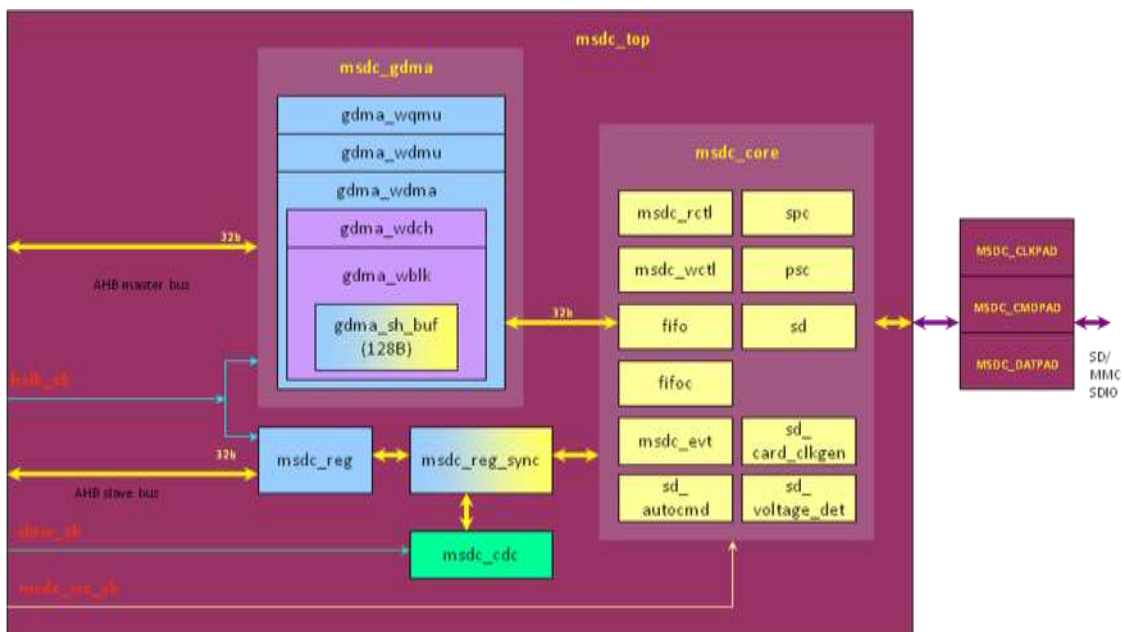 msdc_top
msdc_gdma
gdma_wqmu
gdma_wdmu
gdma_wdma
gdma_wdch
gdma_wblk
gdma_sh_buf
(128B)
32b
AHB master bus
32b
msdc_core
msdc_rctl
spc
msdc_wctl
psc
fifo
sd
fifoc
msdc_evt
sd_
card_clkgen
sd_
autocmd
sd_
voltage_det
MSDC_CLKPAD
MSDC_CMDPAD
MSDC_DATPAD
SD/
MMC
SDIO
32b
AHB slave bus
msdc_reg
msdc_reg_sync
msdc_cdc